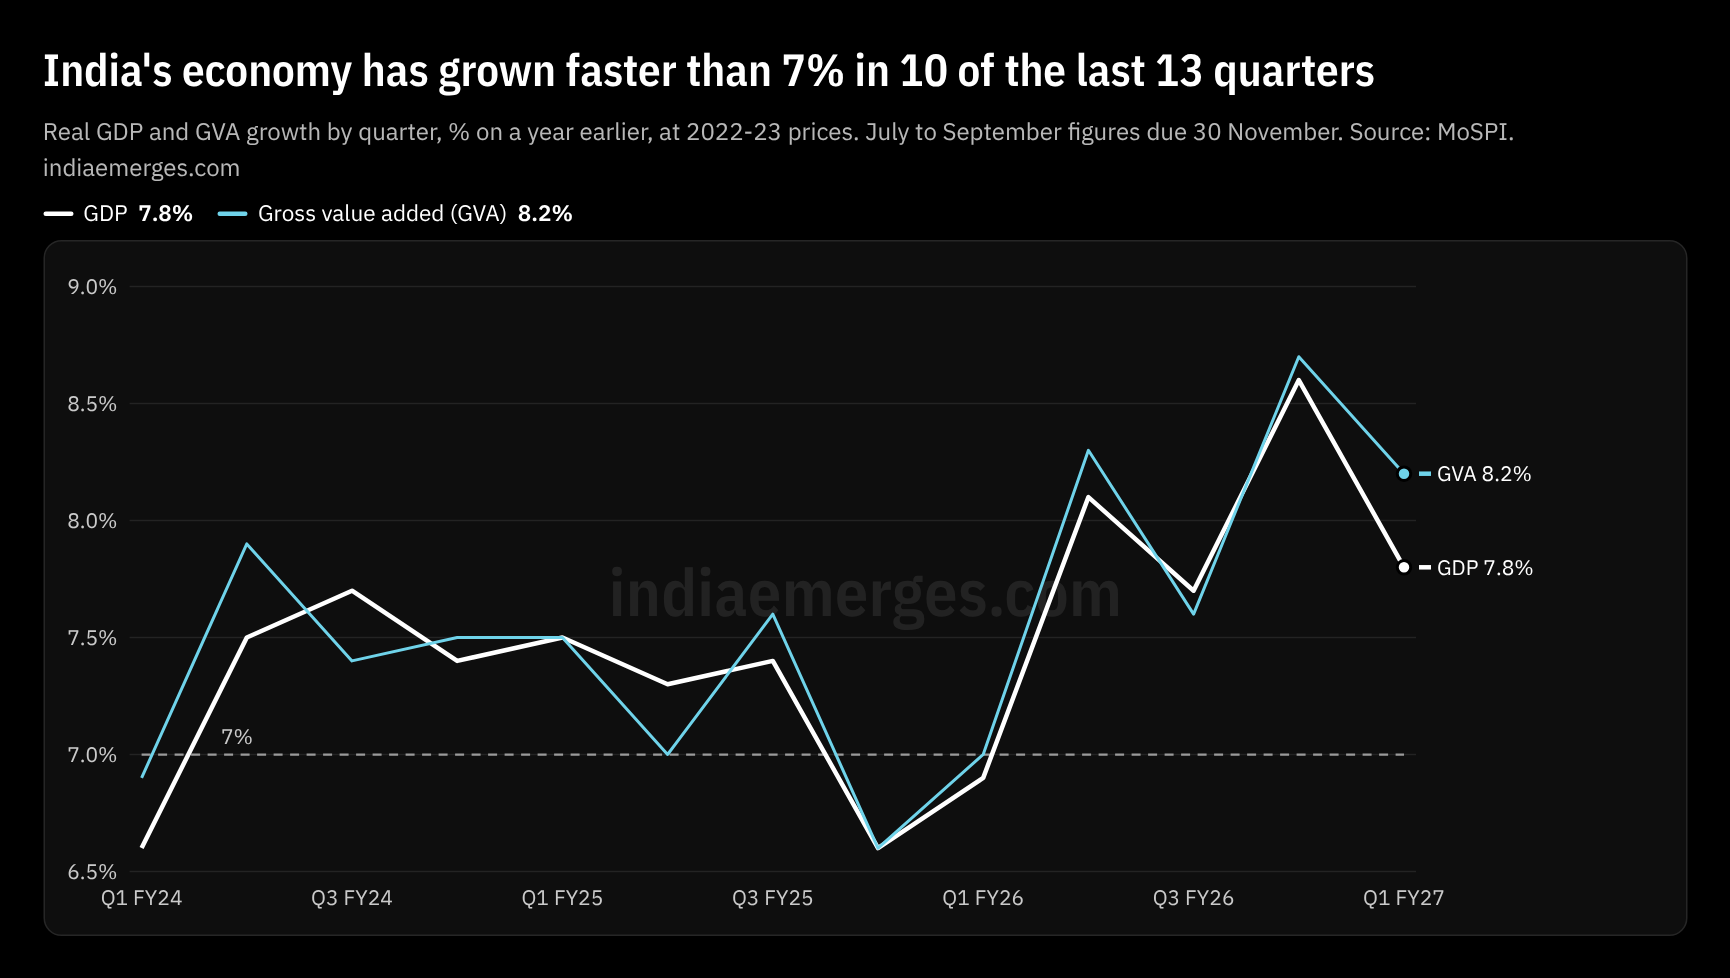 India's economy has grown faster than 7% in 10 of the last 13 quarters
Real GDP and GVA growth by quarter, % on a year earlier, at 2022-23 prices. July to September figures due 30 November. Source: MoSPI.
indiaemerges.com
GDP 7.8% Gross value added (GVA) 8.2%
9.0%
8.5%
GVA 8.2%
8.0%
GDP 7.8%
indiaemerges.com
7.5%
7%
7.0%
6.5%
Q1 FY24 Q3 FY24 Q1 FY25 Q3 FY25 Q1 FY26 Q3 FY26 Q1 FY27